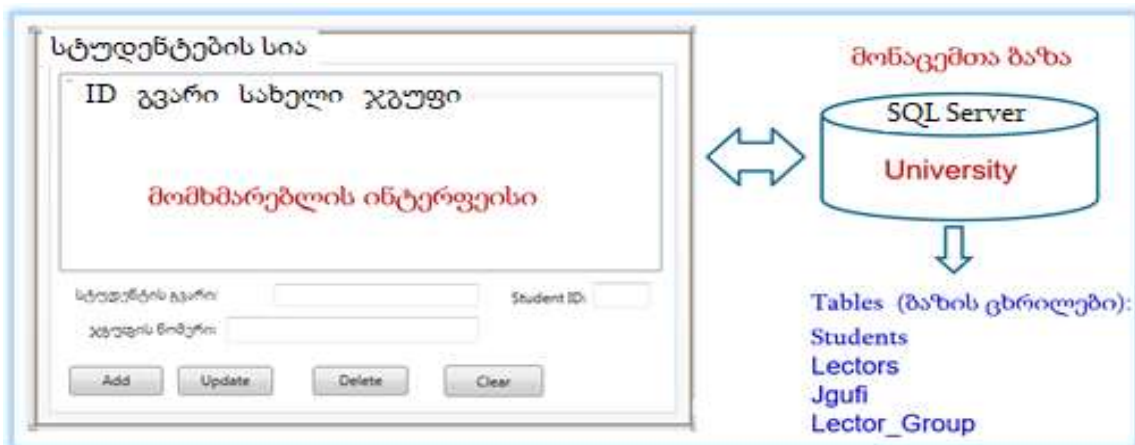 სტუდენტების სია
ID გვარი სახელი ჯგუფი
მომხმარებლის ინტერფეისი
სტუდენტის გვარი:
Student ID:
ჯგუფის ნომერი:
Add Update Delete Clear
მონაცემთა ბაზა
SQL Server
University
Tables (ბაზის ცხრილები):
Students
Lectors
Jgufi
Lector_Group